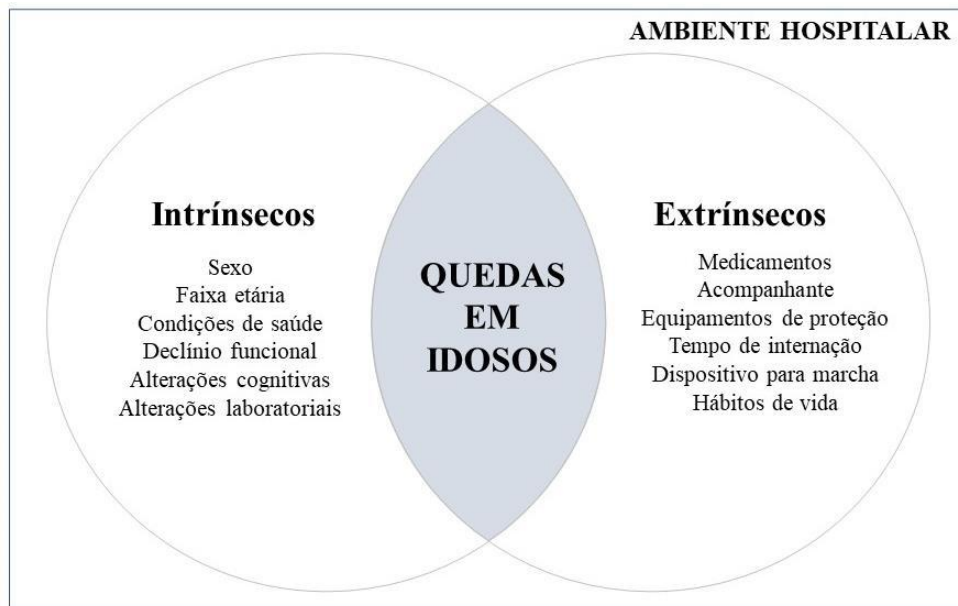 AMBIENTE HOSPITALAR
Intrínsecos
Sexo
Faixa etária
Condições de saúde
Declínio funcional
Alterações cognitivas
Alterações laboratoriais
QUEDAS
EM
IDOSOS
Extrínsecos
Medicamentos
Acompanhante
Equipamentos de proteção
Tempo de internação
Dispositivo para marcha
Hábitos de vida